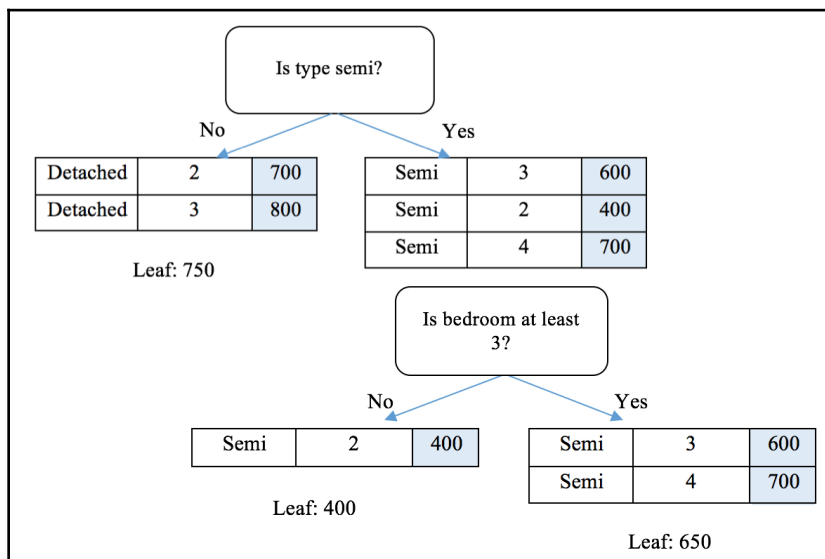 Is type semi?
No
Yes
Detached 2 700
Detached 3 800
Leaf: 750
Semi 3 600
Semi 2 400
Semi 4 700
Is bedroom at least
3?
No
Yes
Semi 2 400
Leaf: 400
Semi 3 600
Semi 4 700
Leaf: 650